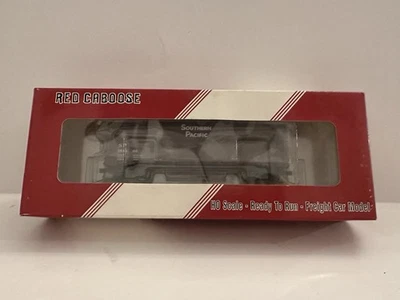 RED CABOOSE
SOUTHERN
PACIFIC
HO Scale - Ready To Run - Freight Car Model